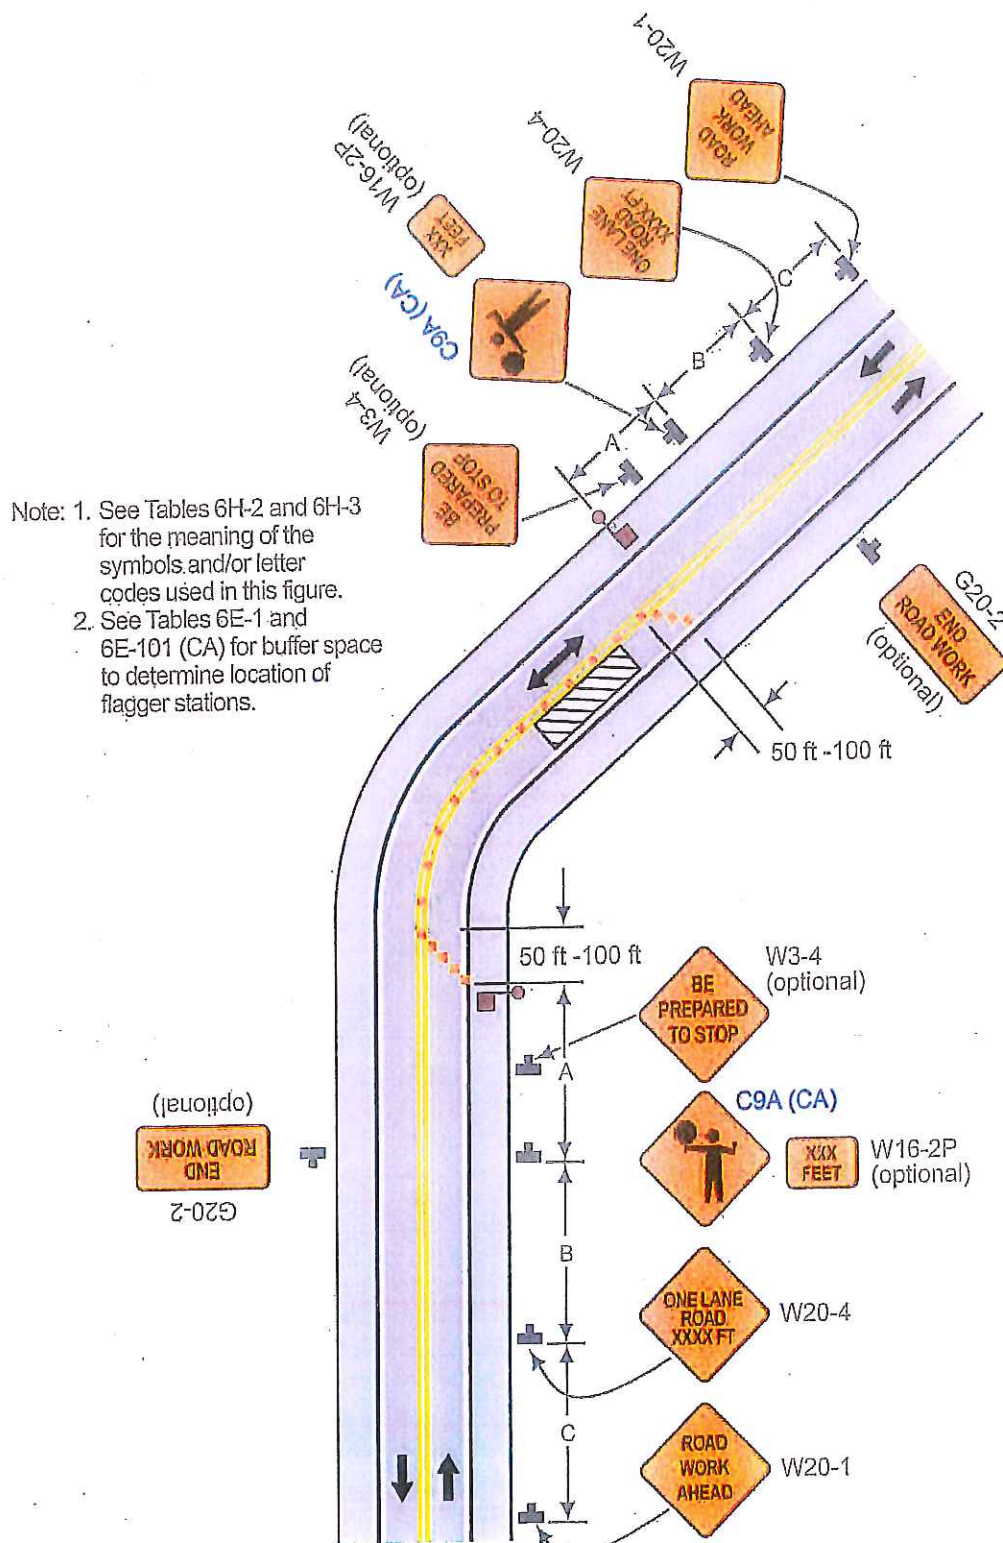 W20-1
ROAD
WORK
AHEAD
W20-4
ONE LANE
ROAD
XXXX FT
W16-2P
(optional)
XXX
FEET
C9A (CA)
W3-4
(optional)
BE
PREPARED
TO STOP
C
B
A
Note: 1. See Tables 6H-2 and 6H-3
for the meaning of the
symbols and/or letter
codes used in this figure.
2. See Tables 6E-1 and
6E-101 (CA) for buffer space
to determine location of
flagger stations.
G20-2
END
ROAD WORK
(optional)
50 ft -100 ft
50 ft -100 ft
W3-4
(optional)
BE
PREPARED
TO STOP
A
C9A (CA)
XXX
FEET
W16-2P
(optional)
G20-2
END
ROAD WORK
(optional)
B
ONE LANE
ROAD
XXXX FT
W20-4
C
ROAD
WORK
AHEAD
W20-1